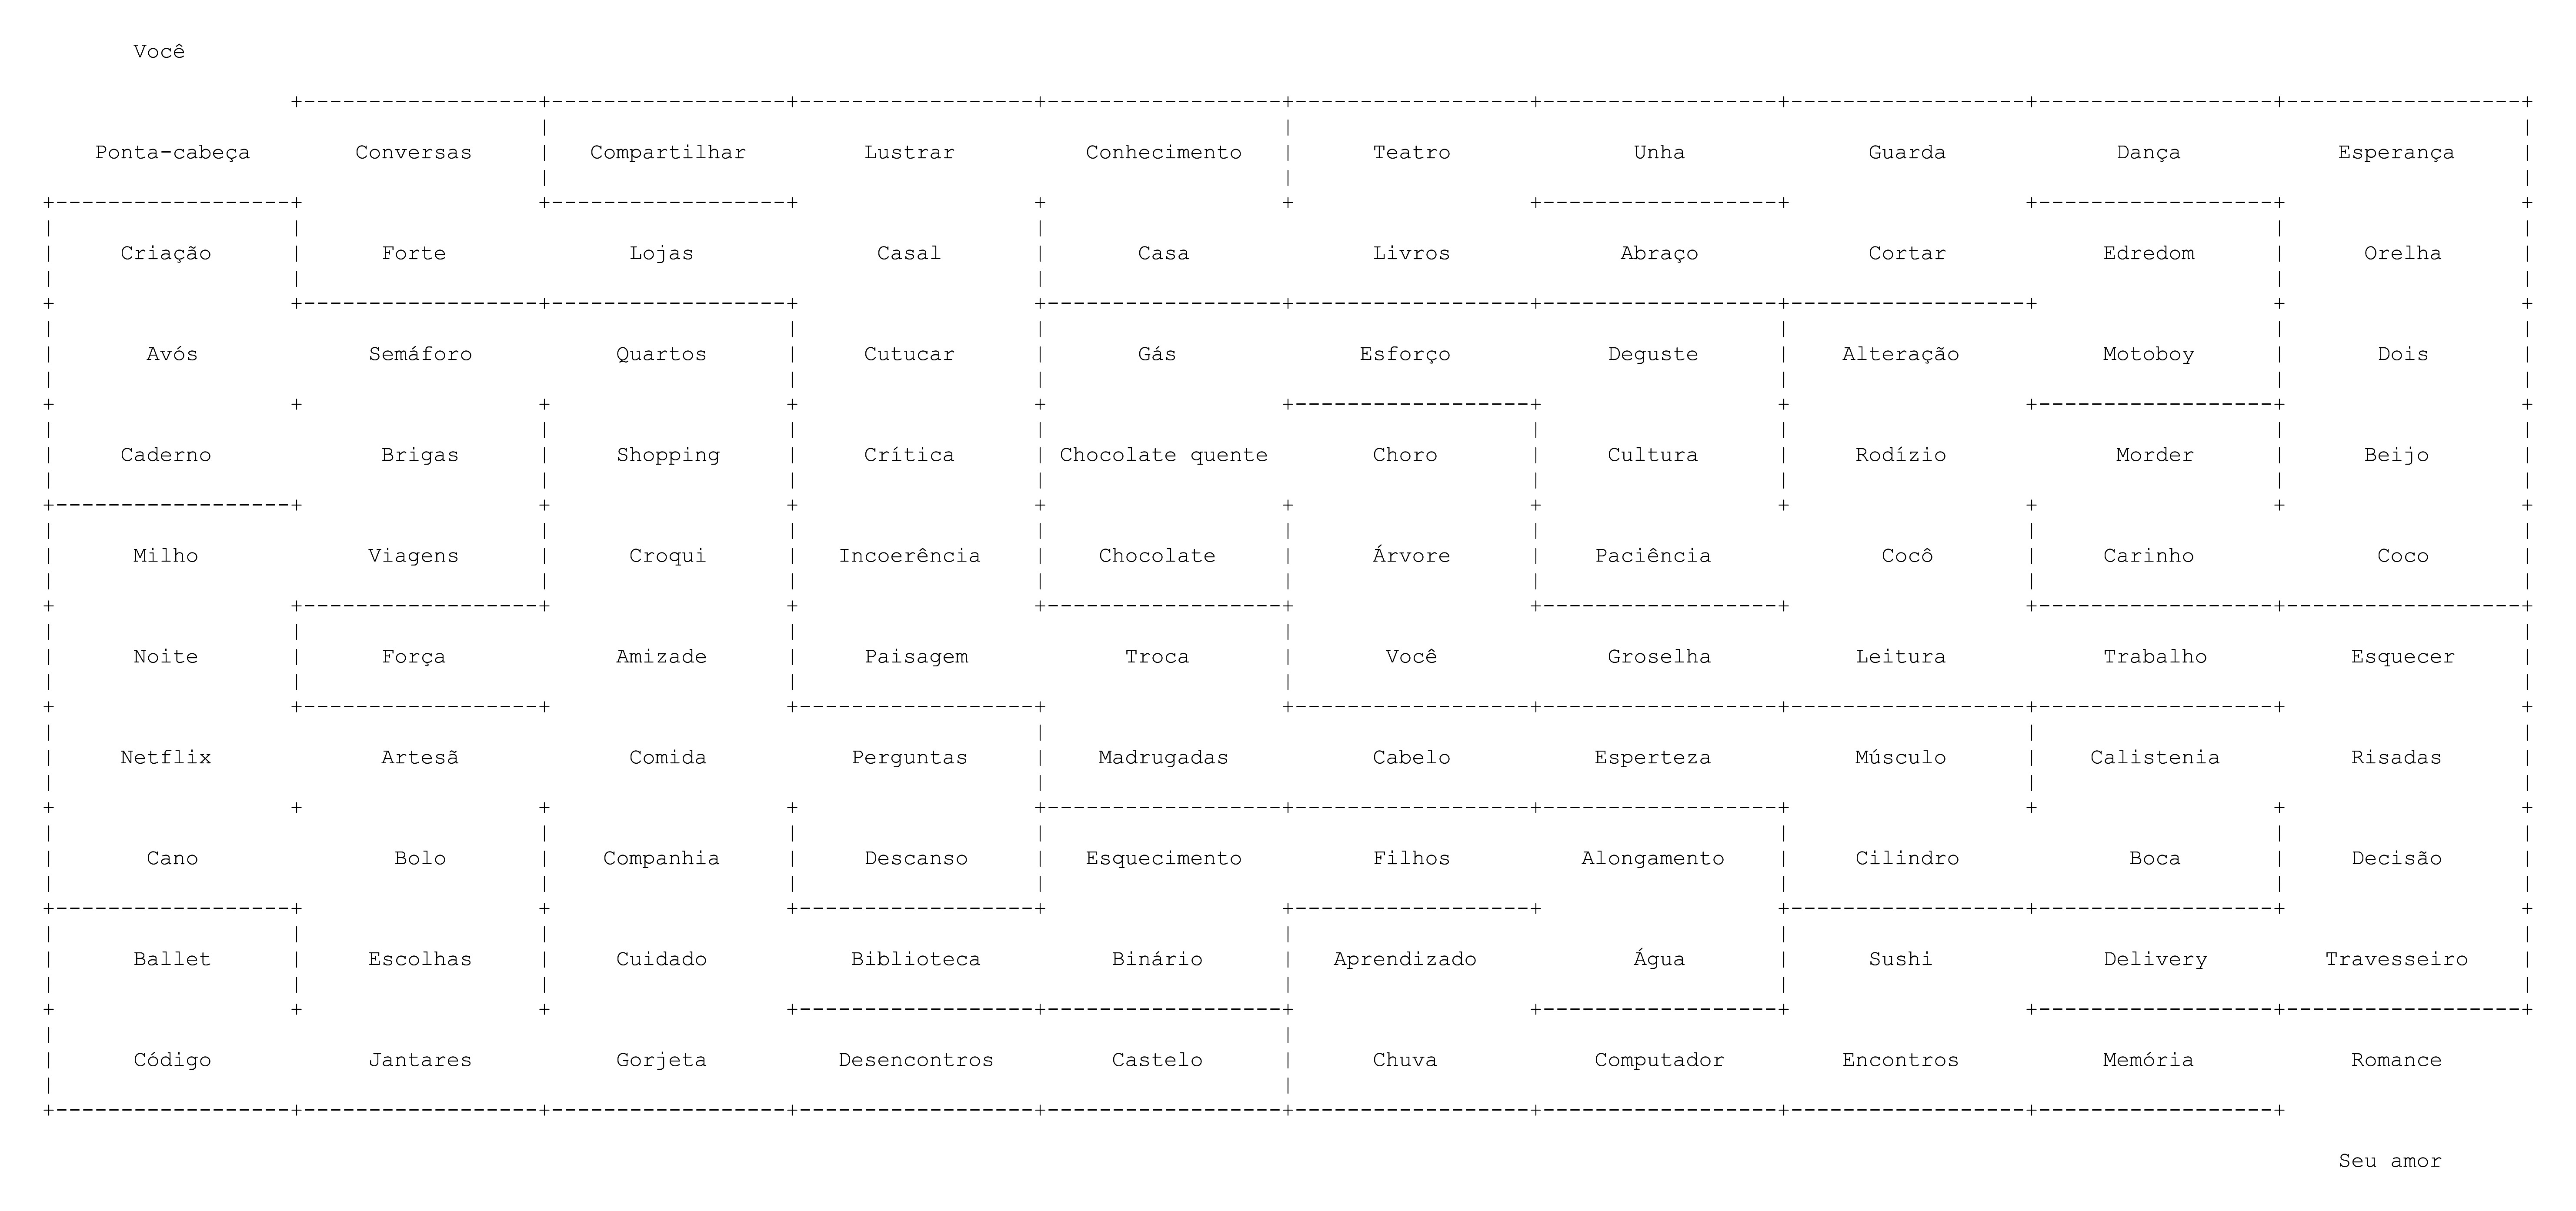 Você
Ponta-cabeça Conversas Compartilhar Lustrar Conhecimento Teatro Unha Guarda Dança Esperança
Criação Forte Lojas Casal Casa Livros Abraço Cortar Edredom Orelha
Avós Semáforo Quartos Cutucar Gás Esforço Deguste Alteração Motoboy Dois
Caderno Brigas Shopping Crítica Chocolate quente Choro Cultura Rodízio Morder Beijo
Milho Viagens Croqui Incoerência Chocolate Árvore Paciência Cocô Carinho Coco
Noite Força Amizade Paisagem Troca Você Groselha Leitura Trabalho Esquecer
Netflix Artesã Comida Perguntas Madrugadas Cabelo Esperteza Músculo Calistenia Risadas
Cano Bolo Companhia Descanso Esquecimento Filhos Alongamento Cilindro Boca Decisão
Ballet Escolhas Cuidado Biblioteca Binário Aprendizado Água Sushi Delivery Travesseiro
Código Jantares Gorjeta Desencontros Castelo Chuva Computador Encontros Memória Romance
Seu amor